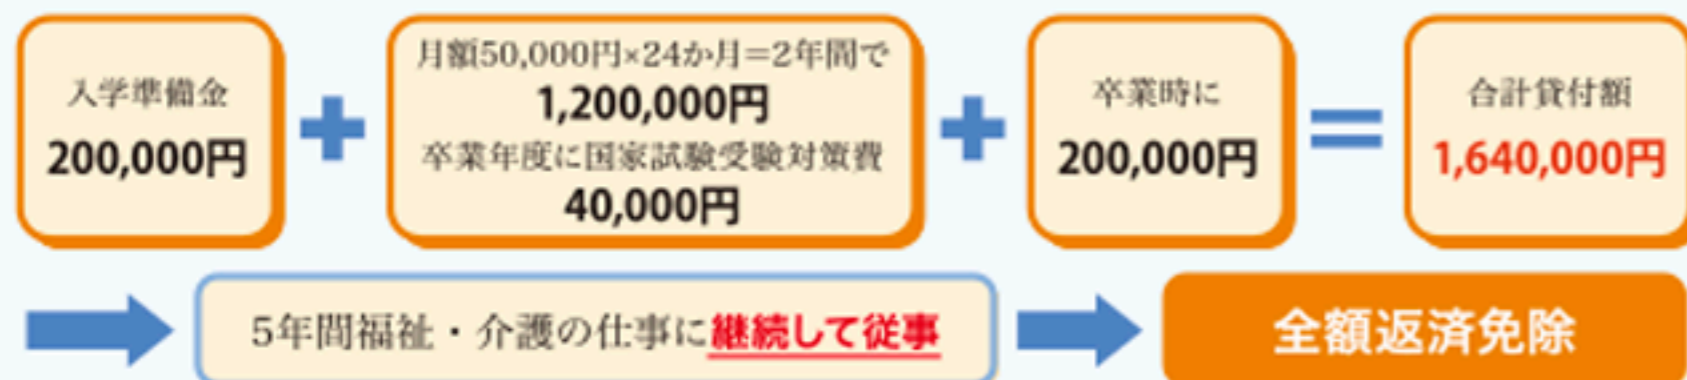 入学準備金
200,000円
月額50,000円×24か月=2年間で
1,200,000円
卒業年度に国家試験受験対策費
40,000円
卒業時に
200,000円
合計貸付額
1,640,000円
5年間福祉・介護の仕事に継続して従事
全額返済免除